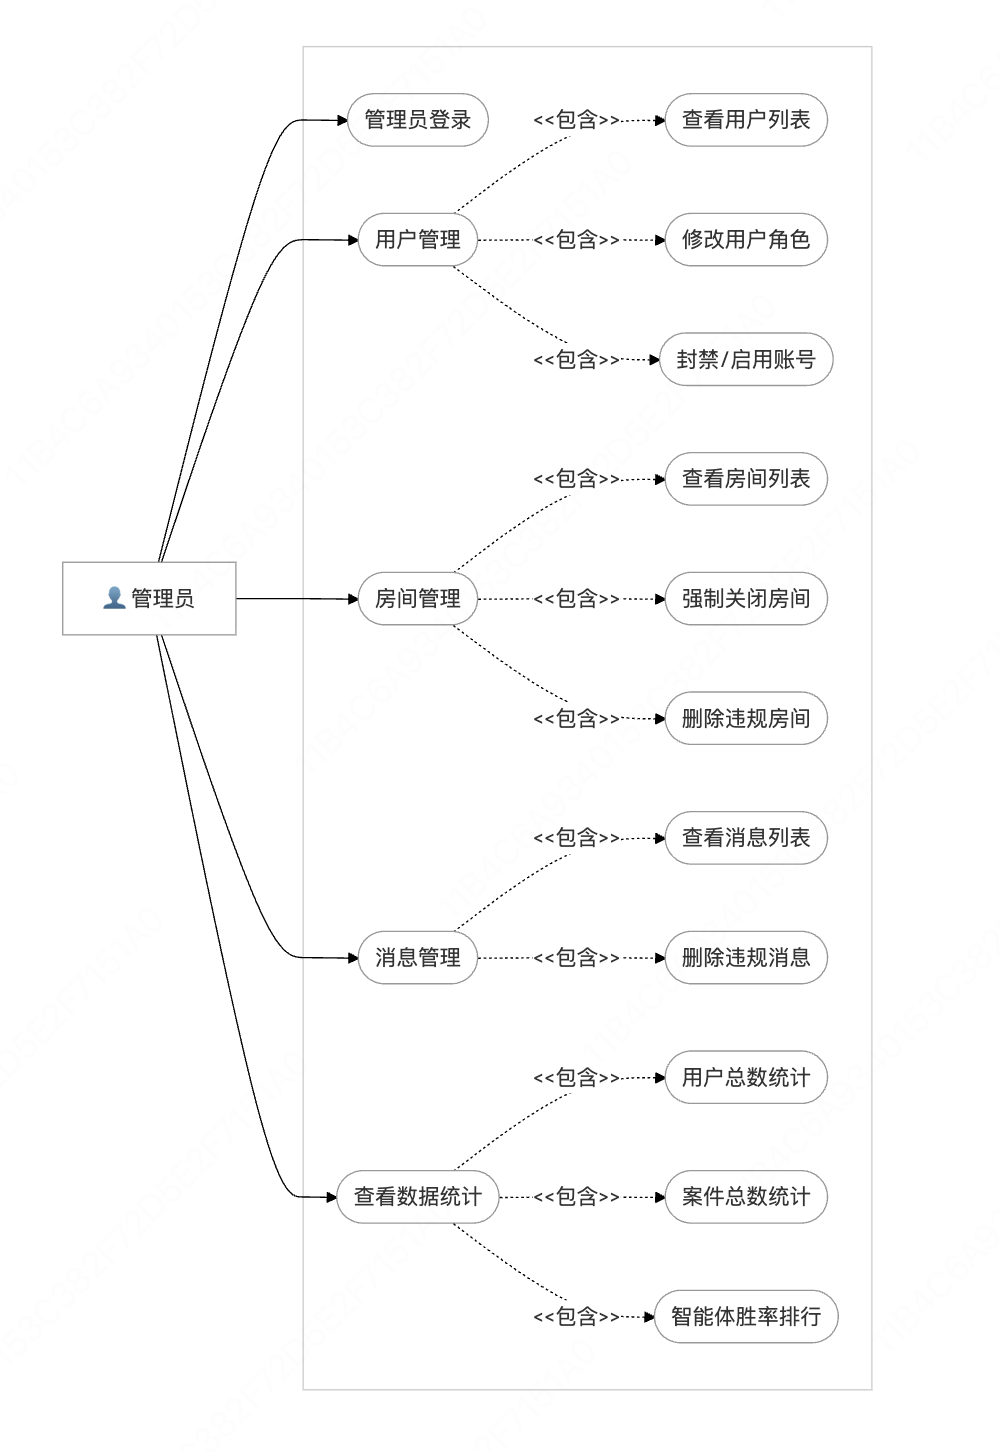 管理员登录
<<包含>>
查看用户列表
用户管理
<<包含>>
修改用户角色
<<包含>>
封禁/启用账号
<<包含>>
查看房间列表
管理员
房间管理
<<包含>>
强制关闭房间
<<包含>>
删除违规房间
<<包含>>
查看消息列表
消息管理
<<包含>>
删除违规消息
<<包含>>
用户总数统计
查看数据统计
<<包含>>
案件总数统计
<<包含>>
智能体胜率排行